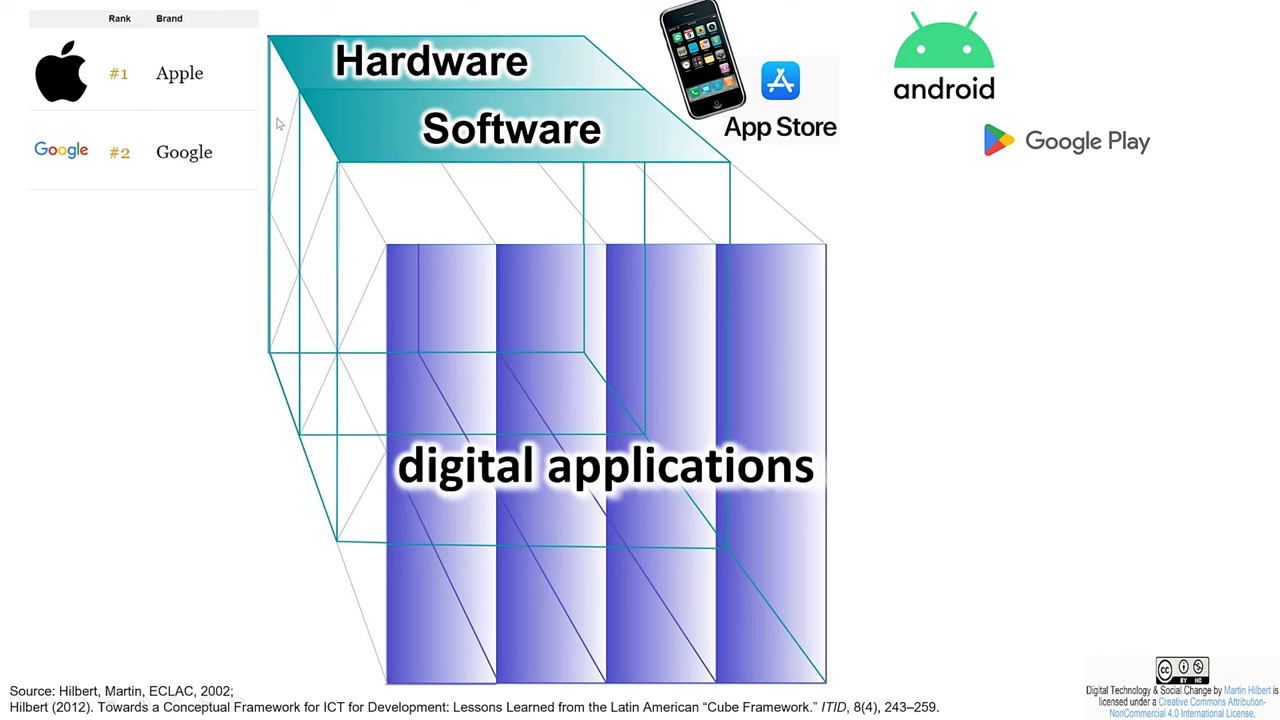 Rank Brand
#1 Apple
Google #2 Google
Hardware
Software
App Store
android
Google Play
digital applications
Source: Hilbert, Martin, ECLAC, 2002;
Hilbert (2012). Towards a Conceptual Framework for ICT for Development: Lessons Learned from the Latin American “Cube Framework.” ITID, 8(4), 243–259.
cc BY NC
Digital Technology & Social Change by Martin Hilbert is
licensed under a Creative Commons Attribution-
NonCommercial 4.0 International License.